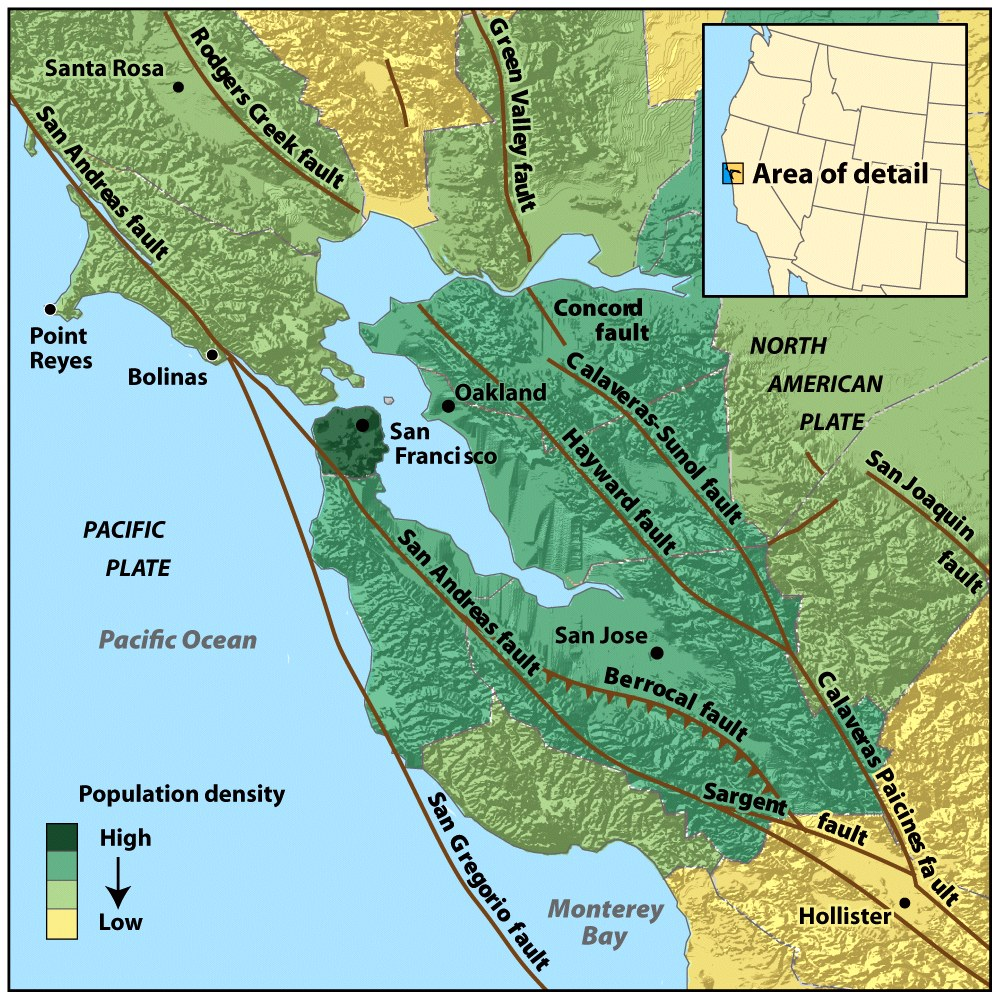 Santa Rosa
Rodgers Creek fault
Green Valley fault
San Andreas fault
Area of detail
Point
Reyes
Bolinas
Concord
fault
NORTH
AMERICAN
PLATE
Oakland
Calaveras-Sunol fault
San
Francisco
Hayward fault
San Joaquin
fault
PACIFIC
PLATE
San Andreas fault
Pacific Ocean
San Jose
Berrocal fault
Calaveras Paicines fault
Population density
High
Low
Sargent
fault
San Gregorio fault
Monterey
Bay
Hollister